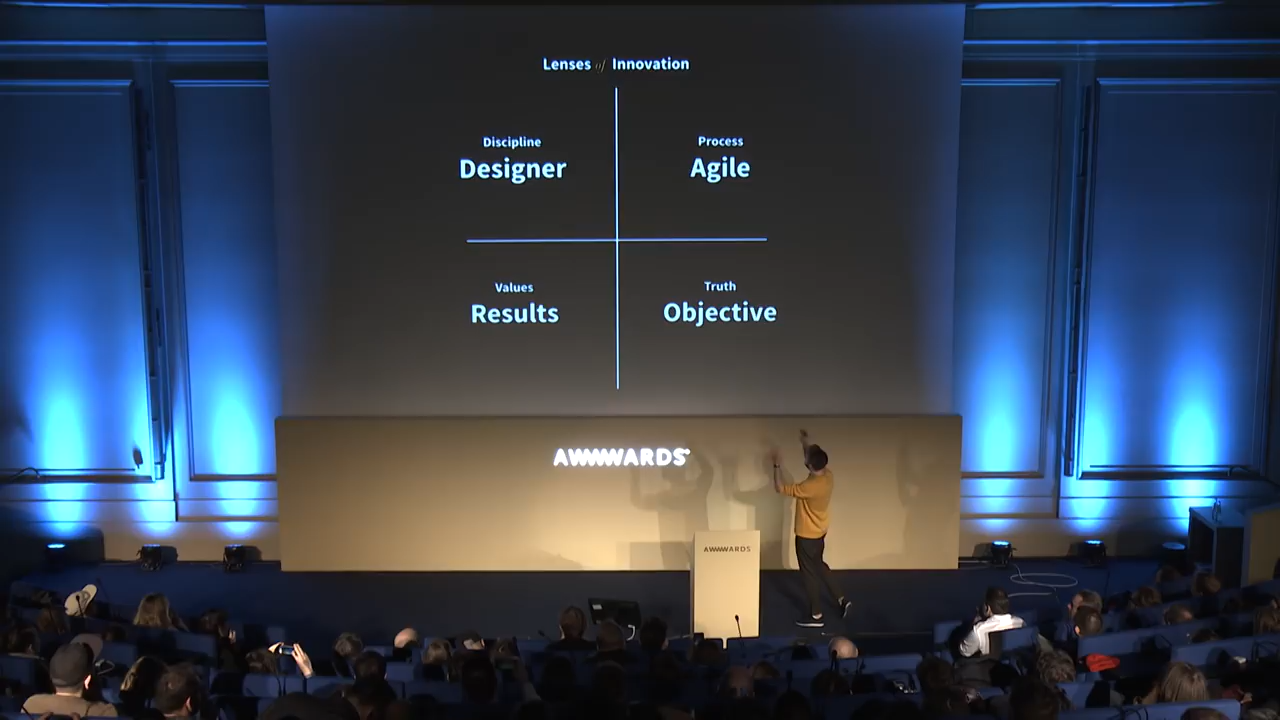 Lenses of Innovation
Discipline
Designer
Process
Agile
Values
Results
Truth
Objective
AWWWARDS
AWWWARDS